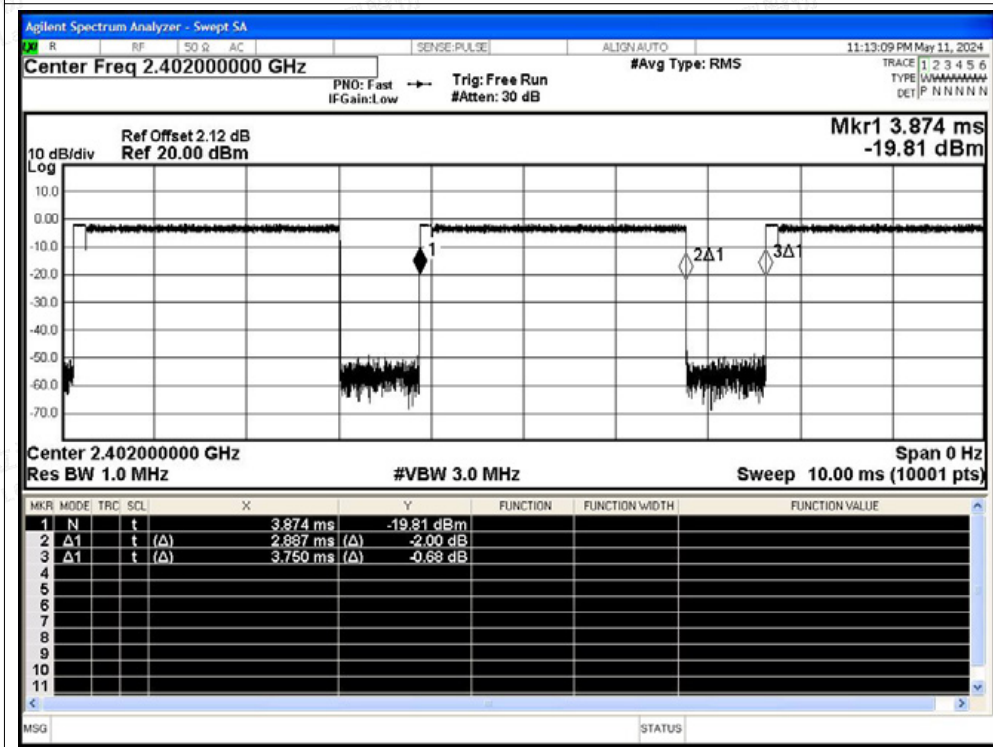 Agilent Spectrum Analyzer - Swept SA
LXI R RF 50 Ω AC SENSE:PULSE ALIGN AUTO 11:13:09 PM May 11, 2024
Center Freq 2.402000000 GHz
#Avg Type: RMS
TRACE 1 2 3 4 5 6
PNO: Fast Trig: Free Run
TYPE WWWWWW
IFGain:Low #Atten: 30 dB
DET P N N N N N
Mkr1 3.874 ms
Ref Offset 2.12 dB
10 dB/div Ref 20.00 dBm
-19.81 dBm
Log
10.0
0.00
-10.0
1
2Δ1
3Δ1
-20.0
-30.0
-40.0
-50.0
-60.0
-70.0
Center 2.402000000 GHz Span 0 Hz
Res BW 1.0 MHz #VBW 3.0 MHz Sweep 10.00 ms (10001 pts)
MKR MODE TRC SCL X Y FUNCTION FUNCTION WIDTH FUNCTION VALUE
1 N t 3.874 ms -19.81 dBm
2 Δ1 t (Δ) 2.887 ms (Δ) -2.00 dB
3 Δ1 t (Δ) 3.750 ms (Δ) -0.68 dB
4
5
6
7
8
9
10
11
MSG STATUS